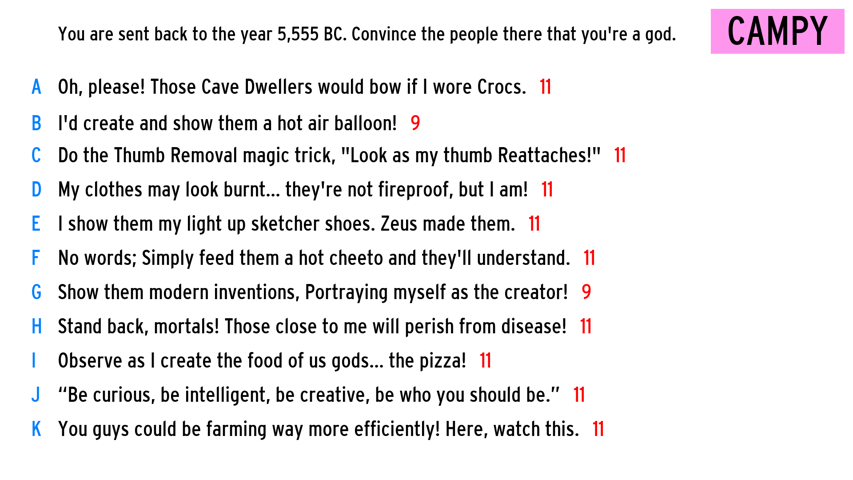 You are sent back to the year 5,555 BC. Convince the people there that you're a god.
CAMPY
A Oh, please! Those Cave Dwellers would bow if I wore Crocs. 11
B I'd create and show them a hot air balloon! 9
C Do the Thumb Removal magic trick, "Look as my thumb Reattaches!" 11
D My clothes may look burnt... they're not fireproof, but I am! 11
E I show them my light up sketcher shoes. Zeus made them. 11
F No words; Simply feed them a hot cheeto and they'll understand. 11
G Show them modern inventions, Portraying myself as the creator! 9
H Stand back, mortals! Those close to me will perish from disease! 11
I Observe as I create the food of us gods... the pizza! 11
J “Be curious, be intelligent, be creative, be who you should be.” 11
K You guys could be farming way more efficiently! Here, watch this. 11